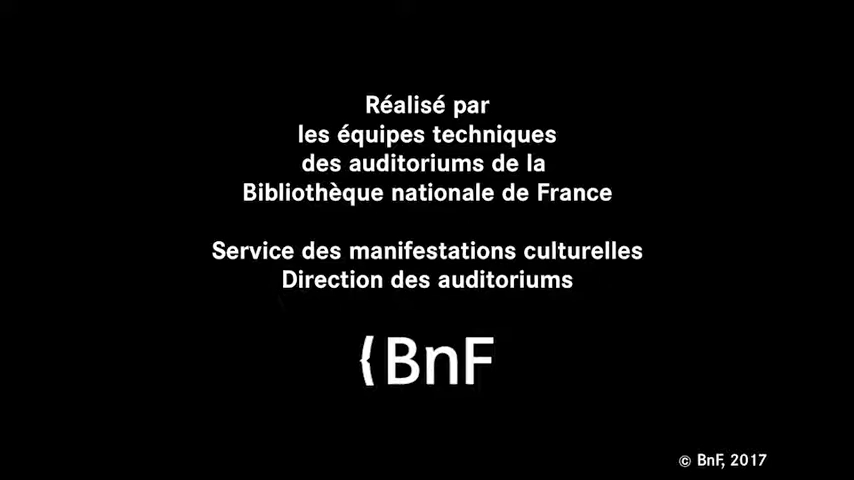 Réalisé par
les équipes techniques
des auditoriums de la
Bibliothèque nationale de France
Service des manifestations culturelles
Direction des auditoriums
{BnF
© BnF, 2017